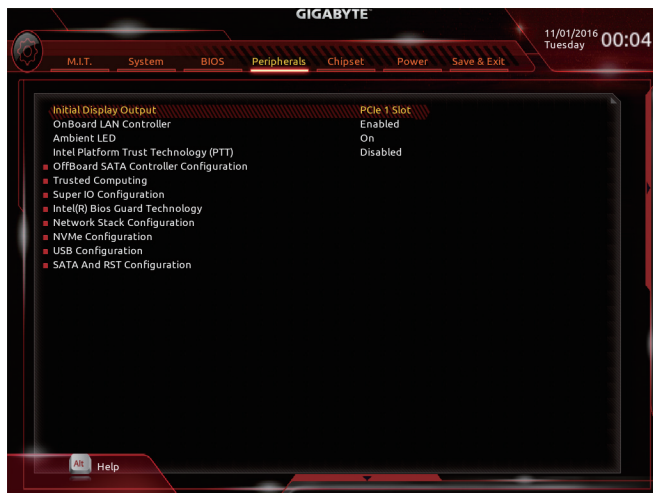 GIGABYTE™
11/01/2016
Tuesday
00:04
M.I.T. System BIOS Peripherals Chipset Power Save & Exit
Initial Display Output PCIe 1 Slot
OnBoard LAN Controller Enabled
Ambient LED On
Intel Platform Trust Technology (PTT) Disabled
OffBoard SATA Controller Configuration
Trusted Computing
Super IO Configuration
Intel(R) Bios Guard Technology
Network Stack Configuration
NVMe Configuration
USB Configuration
SATA And RST Configuration
Alt Help